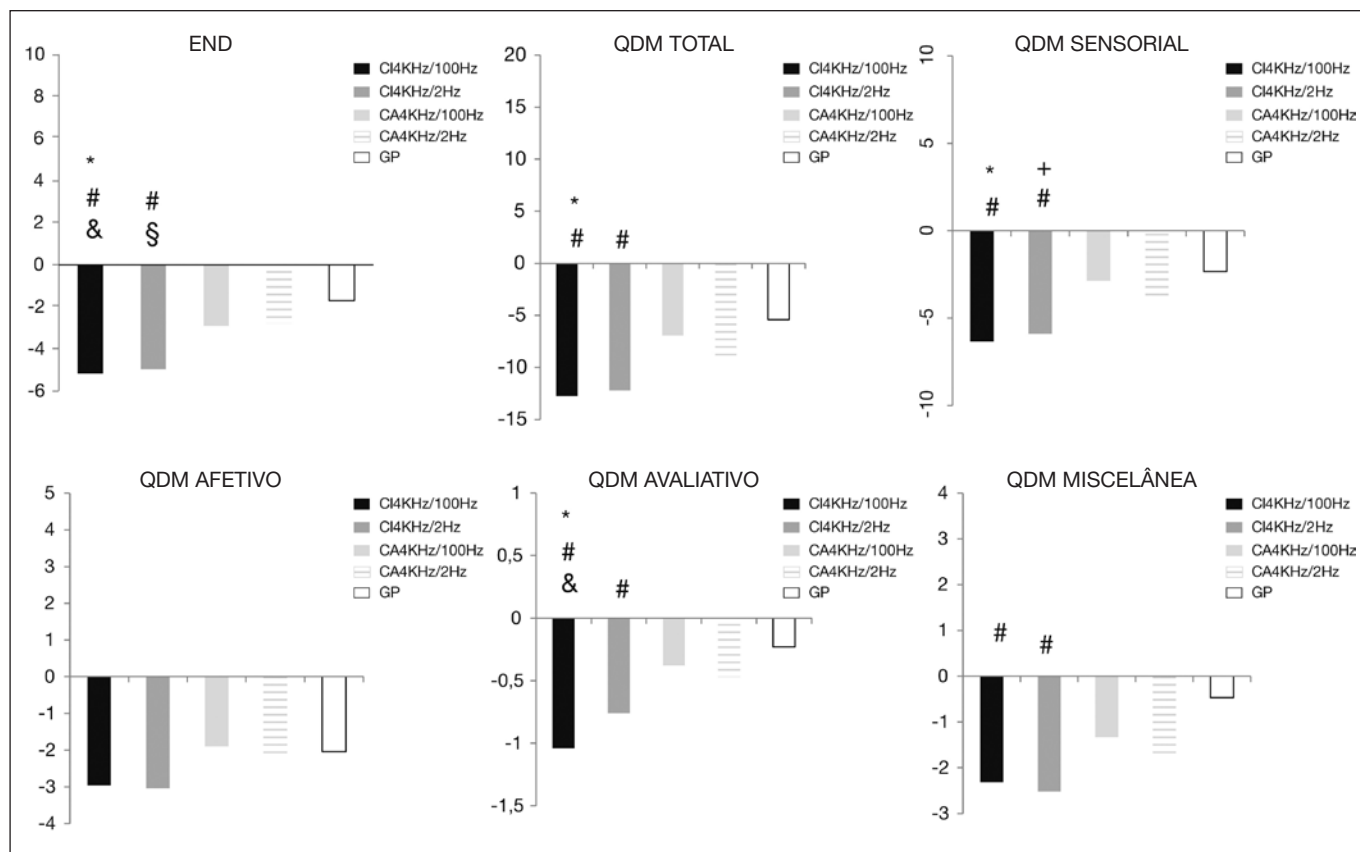 END
10
8
6
4
2
0
-2
-4
-6
*
#
&
#
§
CI4KHz/100Hz
CI4KHz/2Hz
CA4KHz/100Hz
CA4KHz/2Hz
GP
QDM TOTAL
20
15
10
5
0
-5
-10
-15
*
#
#
CI4KHz/100Hz
CI4KHz/2Hz
CA4KHz/100Hz
CA4KHz/2Hz
GP
QDM SENSORIAL
10
5
0
-5
-10
*
#
+
#
CI4KHz/100Hz
CI4KHz/2Hz
CA4KHz/100Hz
CA4KHz/2Hz
GP
QDM AFETIVO
5
4
3
2
1
0
-1
-2
-3
-4
CI4KHz/100Hz
CI4KHz/2Hz
CA4KHz/100Hz
CA4KHz/2Hz
GP
QDM AVALIATIVO
1
0,5
0
-0,5
-1
-1,5
*
#
&
#
CI4KHz/100Hz
CI4KHz/2Hz
CA4KHz/100Hz
CA4KHz/2Hz
GP
QDM MISCELÂNEA
4
3
2
1
0
-1
-2
-3
#
#
CI4KHz/100Hz
CI4KHz/2Hz
CA4KHz/100Hz
CA4KHz/2Hz
GP